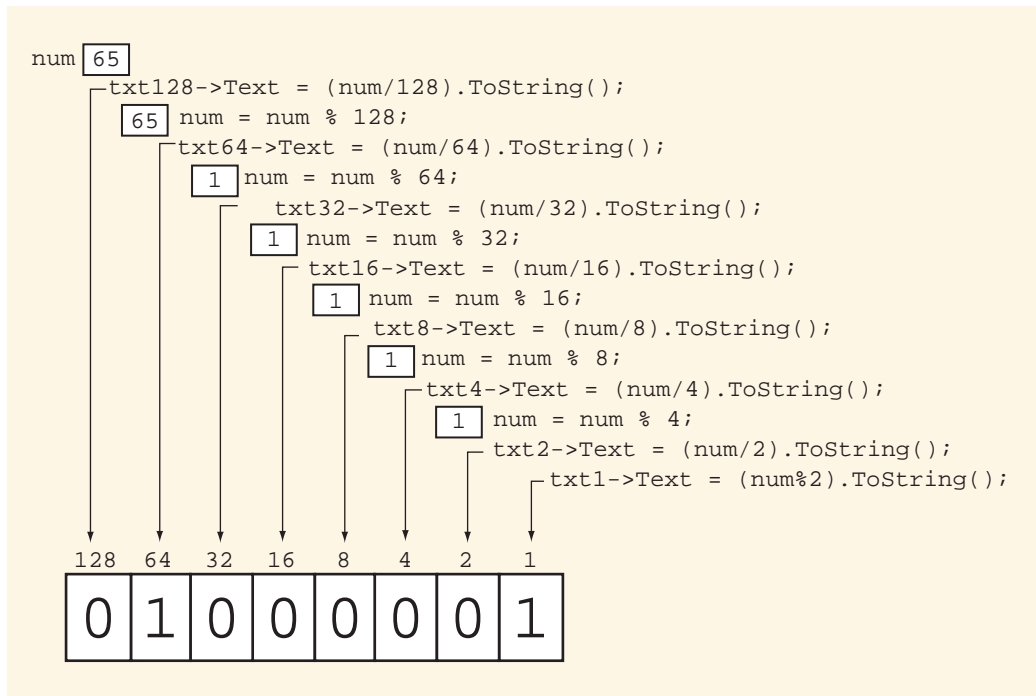 num 65
txt128->Text = (num/128).ToString();
65 num = num % 128;
txt64->Text = (num/64).ToString();
1 num = num % 64;
txt32->Text = (num/32).ToString();
1 num = num % 32;
txt16->Text = (num/16).ToString();
1 num = num % 16;
txt8->Text = (num/8).ToString();
1 num = num % 8;
txt4->Text = (num/4).ToString();
1 num = num % 4;
txt2->Text = (num/2).ToString();
txt1->Text = (num%2).ToString();
128 64 32 16 8 4 2 1
0 1 0 0 0 0 0 1